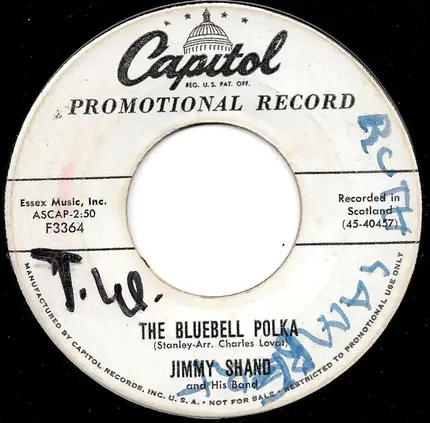 Capitol
REG. U.S. PAT. OFF.
PROMOTIONAL RECORD
Essex Music, Inc.
ASCAP-2:50
F3364
Recorded in
Scotland
(45-40457)
T.W.
RUTH
THE BLUEBELL POLKA
(Stanley-Arr. Charles Lovat)
JIMMY SHAND
and His Band
MANUFACTURED BY CAPITOL RECORDS, INC. U.S.A. • NOT FOR SALE • RESTRICTED TO PROMOTIONAL USE ONLY